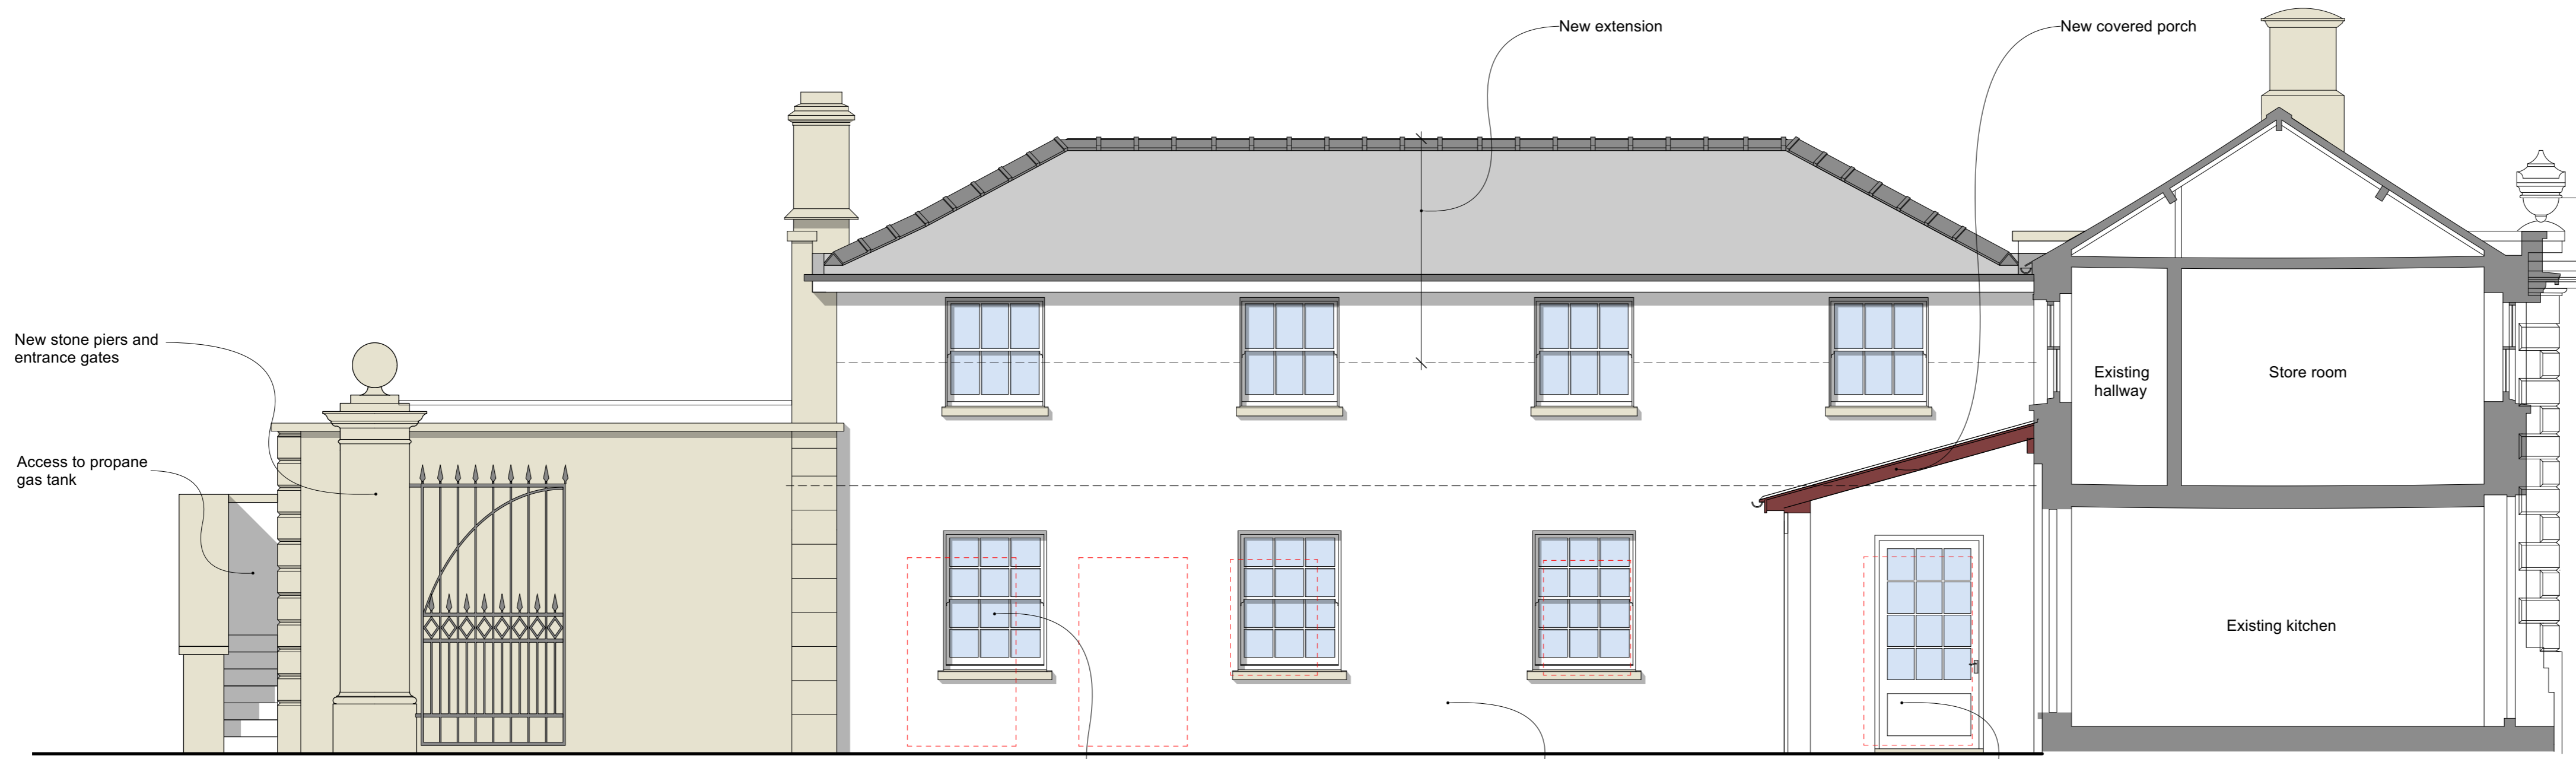 New extension
New covered porch
New stone piers and
entrance gates
Existing
hallway
Store room
Access to propane
gas tank
Existing kitchen